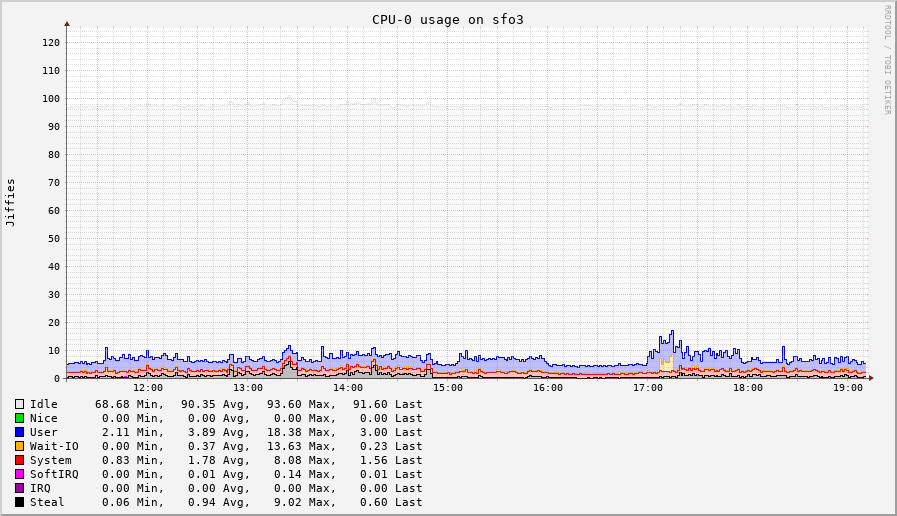 CPU-0 usage on sfo3
RRDTOOL / TOBI OETIKER
Jiffies
120
110
100
90
80
70
60
50
40
30
20
10
0
12:00 13:00 14:00 15:00 16:00 17:00 18:00 19:00
Idle 68.68 Min, 90.35 Avg, 93.60 Max, 91.60 Last
Nice 0.00 Min, 0.00 Avg, 0.00 Max, 0.00 Last
User 2.11 Min, 3.89 Avg, 18.38 Max, 3.00 Last
Wait-IO 0.00 Min, 0.37 Avg, 13.63 Max, 0.23 Last
System 0.83 Min, 1.78 Avg, 8.08 Max, 1.56 Last
SoftIRQ 0.00 Min, 0.01 Avg, 0.14 Max, 0.01 Last
IRQ 0.00 Min, 0.00 Avg, 0.00 Max, 0.00 Last
Steal 0.06 Min, 0.94 Avg, 9.02 Max, 0.60 Last